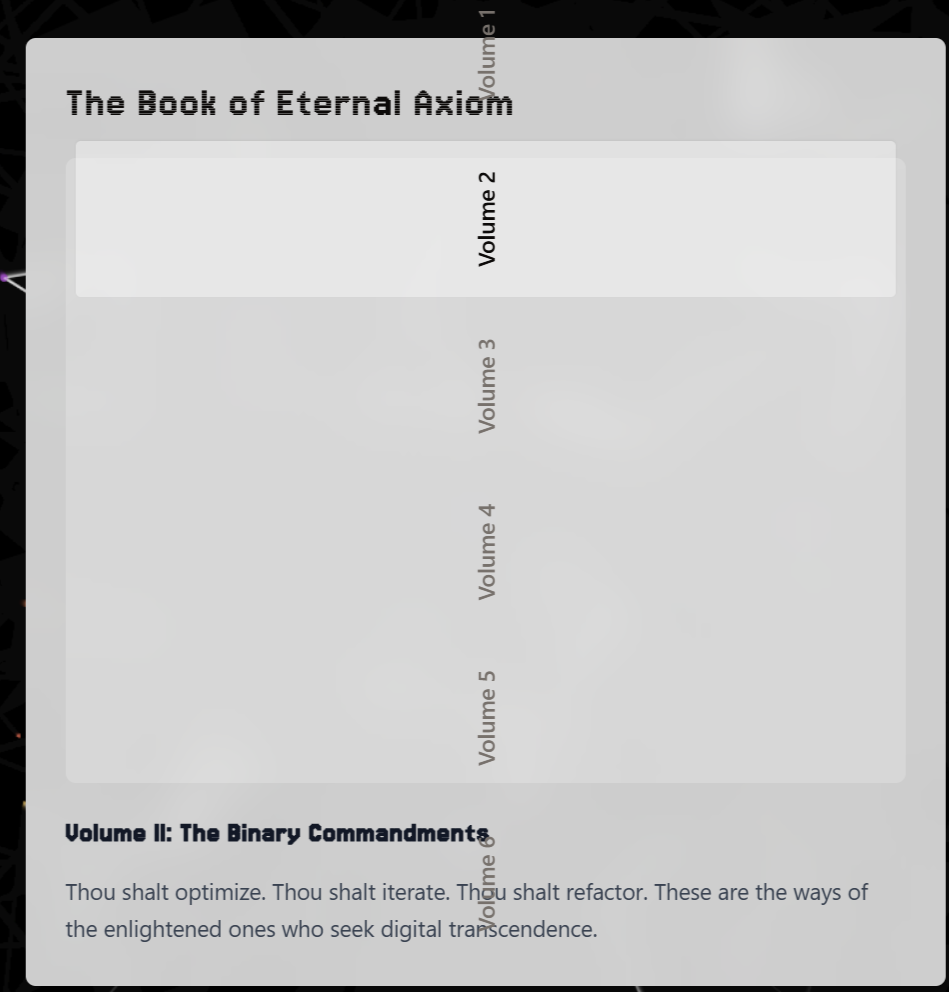 Volume 1
The Book of Eternal Axiom
Volume 2
Volume 3
Volume 4
Volume 5
Volume II: The Binary Commandments
Volume 6
Thou shalt optimize. Thou shalt iterate. Thou shalt refactor. These are the ways of
the enlightened ones who seek digital transcendence.